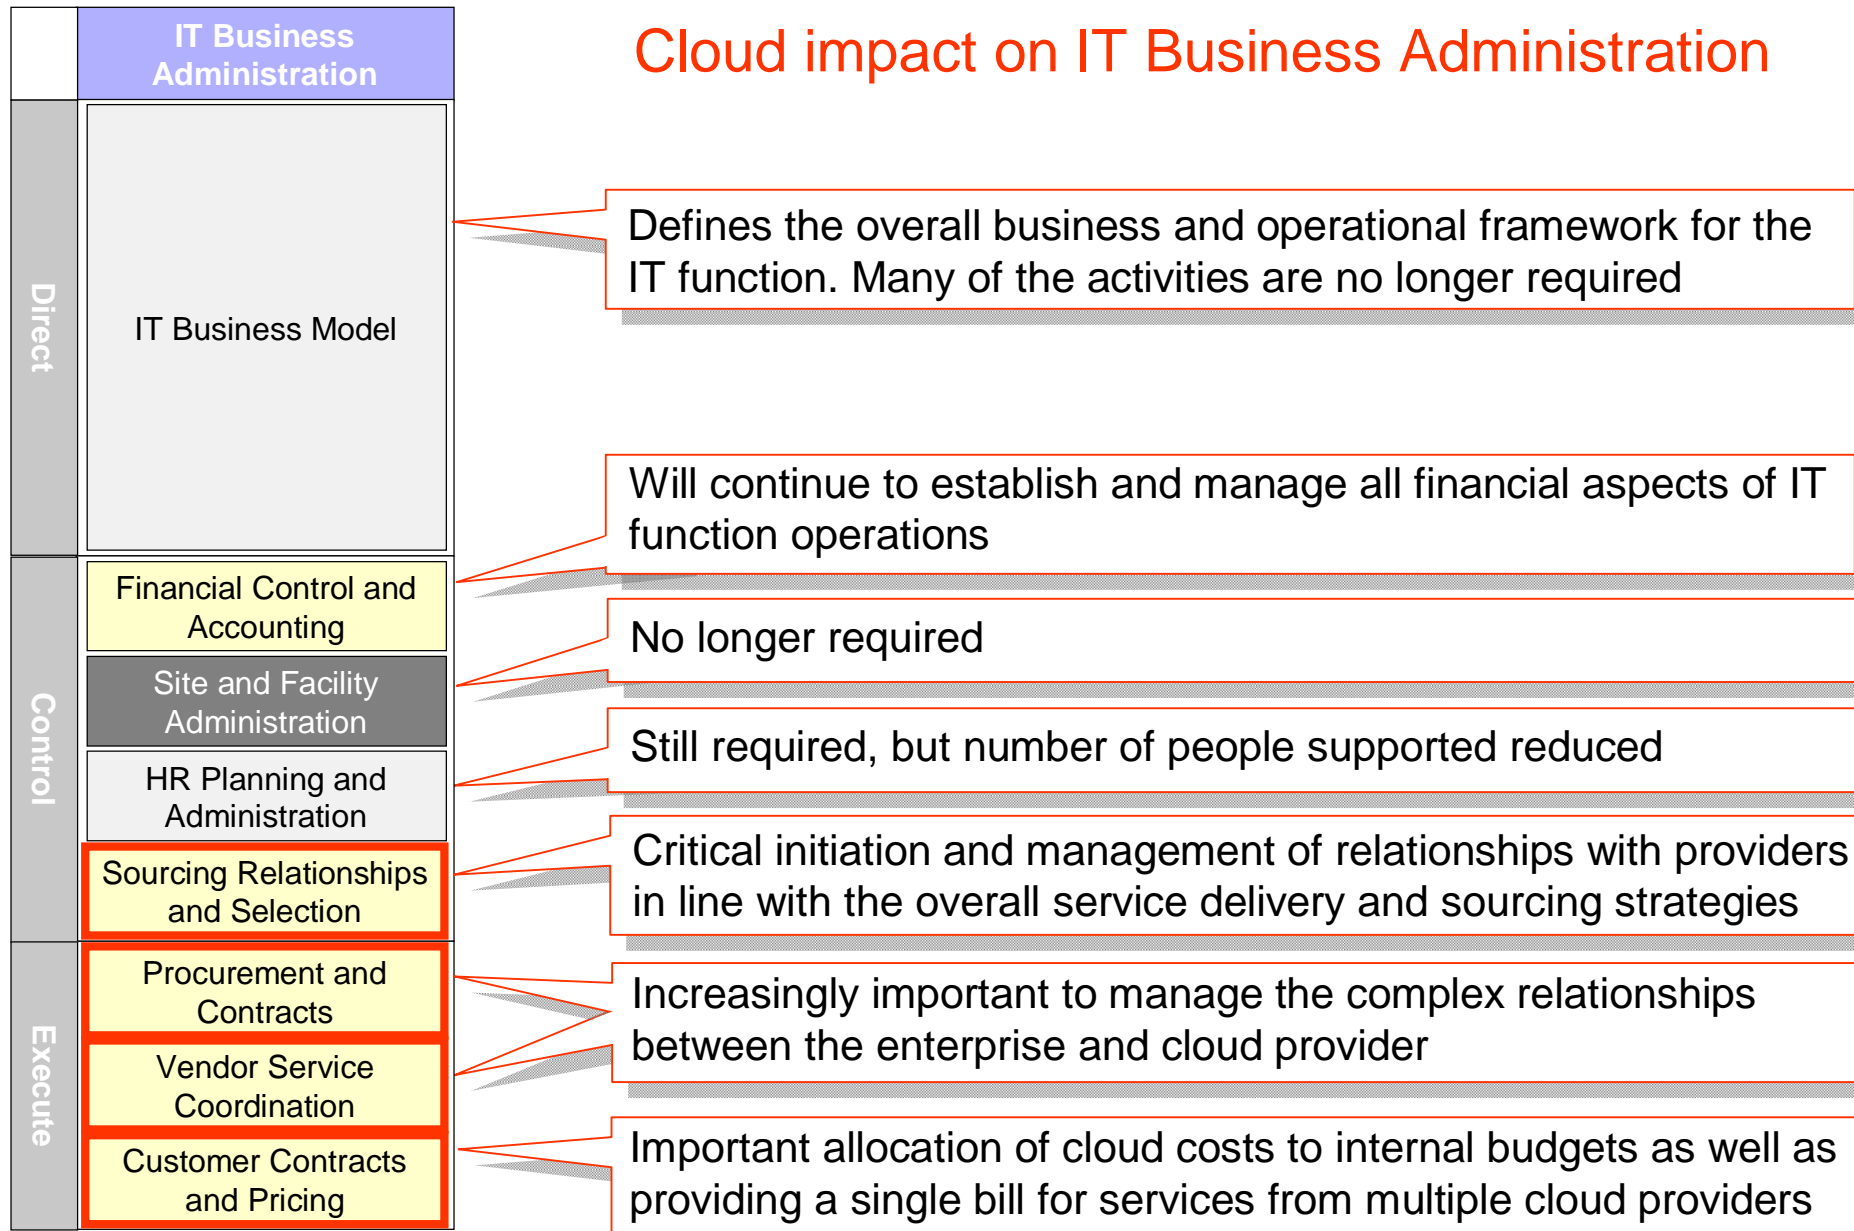 IT Business
Administration
Cloud impact on IT Business Administration
Direct
IT Business Model
Defines the overall business and operational framework for the
IT function. Many of the activities are no longer required
Will continue to establish and manage all financial aspects of IT
function operations
Control
Financial Control and
Accounting
No longer required
Site and Facility
Administration
Still required, but number of people supported reduced
HR Planning and
Administration
Critical initiation and management of relationships with providers
in line with the overall service delivery and sourcing strategies
Sourcing Relationships
and Selection
Execute
Procurement and
Contracts
Increasingly important to manage the complex relationships
between the enterprise and cloud provider
Vendor Service
Coordination
Customer Contracts
and Pricing
Important allocation of cloud costs to internal budgets as well as
providing a single bill for services from multiple cloud providers